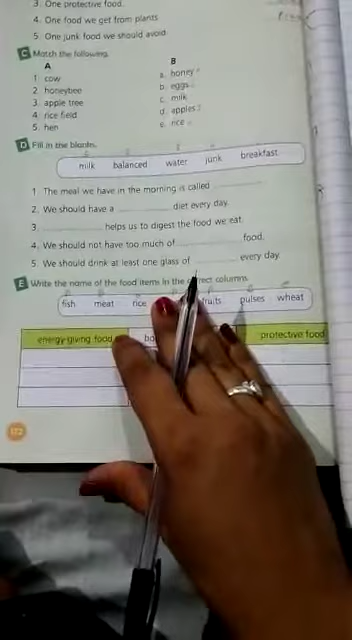 3. One protective food.
4. One food we get from plants
5. One junk food we should avoid
C Match the following.
A B
1. cow a. honey
2. honeybee b. eggs
3. apple tree c. milk
4. rice field d. apples
5. hen e. rice
D Fill in the blanks.
milk balanced water junk breakfast
1. The meal we have in the morning is called ________
2. We should have a ________ diet every day.
3. ________ helps us to digest the food we eat.
4. We should not have too much of ________ food.
5. We should drink at least one glass of ________ every day.
E Write the name of the food items in the columns.
fish meat rice fruits pulses wheat
energy-giving food protective food
172